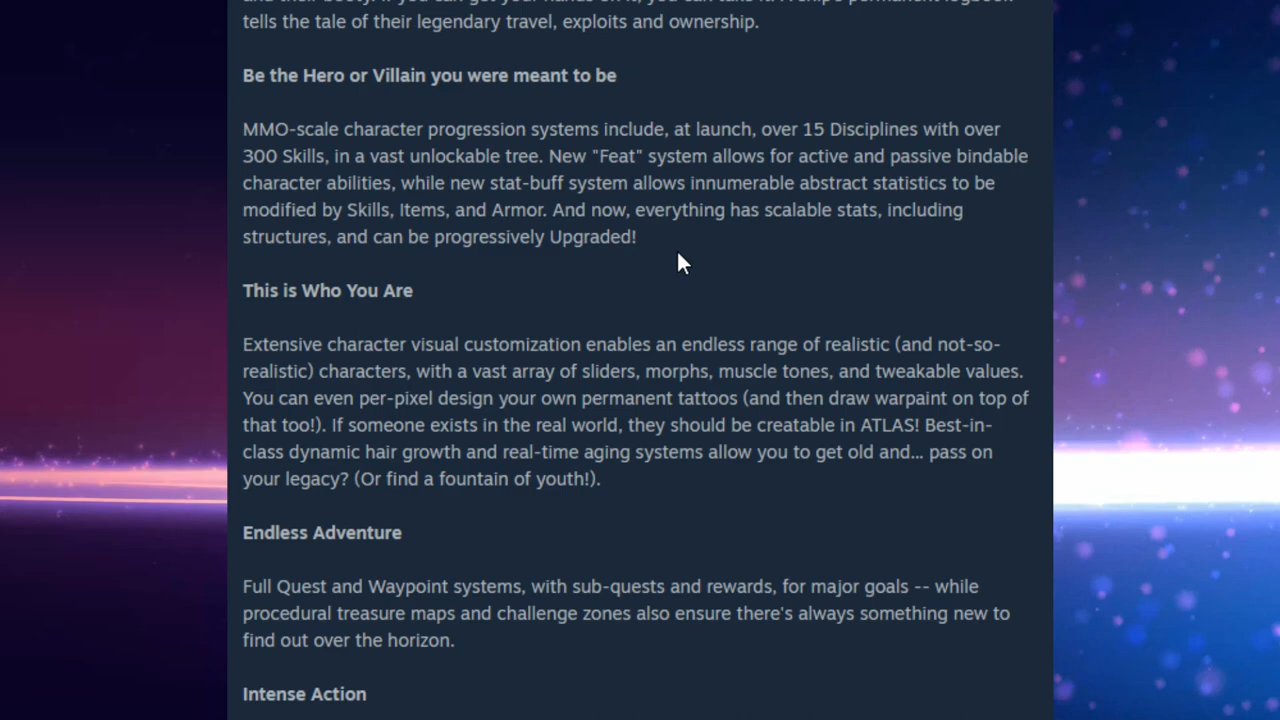 tells the tale of their legendary travel, exploits and ownership.
Be the Hero or Villain you were meant to be
MMO-scale character progression systems include, at launch, over 15 Disciplines with over
300 Skills, in a vast unlockable tree. New "Feat" system allows for active and passive bindable
character abilities, while new stat-buff system allows innumerable abstract statistics to be
modified by Skills, Items, and Armor. And now, everything has scalable stats, including
structures, and can be progressively Upgraded!
This is Who You Are
Extensive character visual customization enables an endless range of realistic (and not-so-
realistic) characters, with a vast array of sliders, morphs, muscle tones, and tweakable values.
You can even per-pixel design your own permanent tattoos (and then draw warpaint on top of
that too!). If someone exists in the real world, they should be creatable in ATLAS! Best-in-
class dynamic hair growth and real-time aging systems allow you to get old and... pass on
your legacy? (Or find a fountain of youth!).
Endless Adventure
Full Quest and Waypoint systems, with sub-quests and rewards, for major goals -- while
procedural treasure maps and challenge zones also ensure there's always something new to
find out over the horizon.
Intense Action